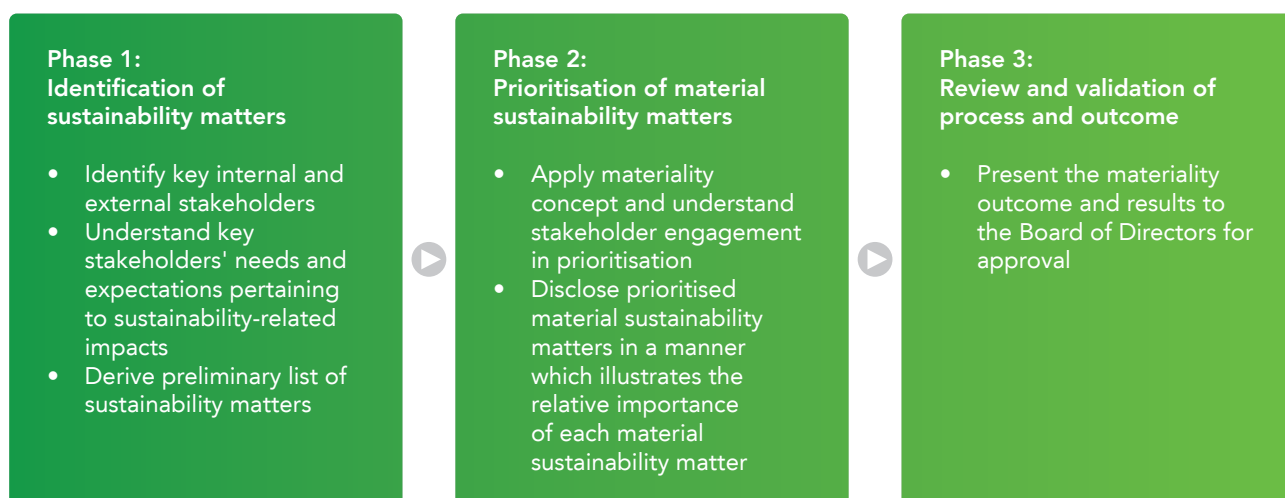 Phase 1:
Identification of
sustainability matters
• Identify key internal and
external stakeholders
• Understand key
stakeholders' needs and
expectations pertaining
to sustainability-related
impacts
• Derive preliminary list of
sustainability matters
Phase 2:
Prioritisation of material
sustainability matters
• Apply materiality
concept and understand
stakeholder engagement
in prioritisation
• Disclose prioritised
material sustainability
matters in a manner
which illustrates the
relative importance
of each material
sustainability matter
Phase 3:
Review and validation of
process and outcome
• Present the materiality
outcome and results to
the Board of Directors for
approval